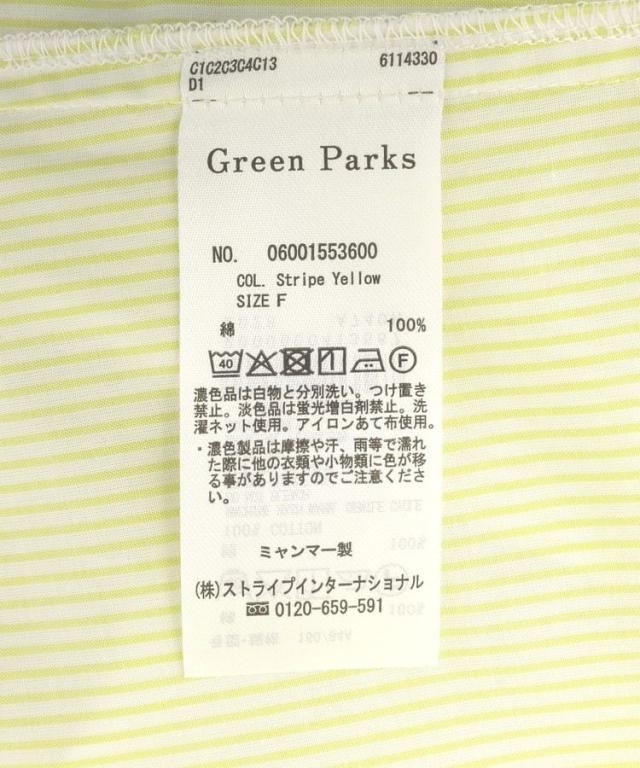 C1C2C3C4C13 6114330
D1
Green Parks
NO. 06001553600
COL. Stripe Yellow
SIZE F
綿 100%
40 F
濃色品は白物と分別洗い。つけ置き
禁止。淡色品は蛍光増白剤禁止。洗
濯ネット使用。アイロンあて布使用。
・濃色製品は摩擦や汗、雨等で濡れ
た際に他の衣類や小物類に色が移
る事がありますのでご注意くださ
い。
ミャンマー製
(株)ストライプインターナショナル
0120-659-591